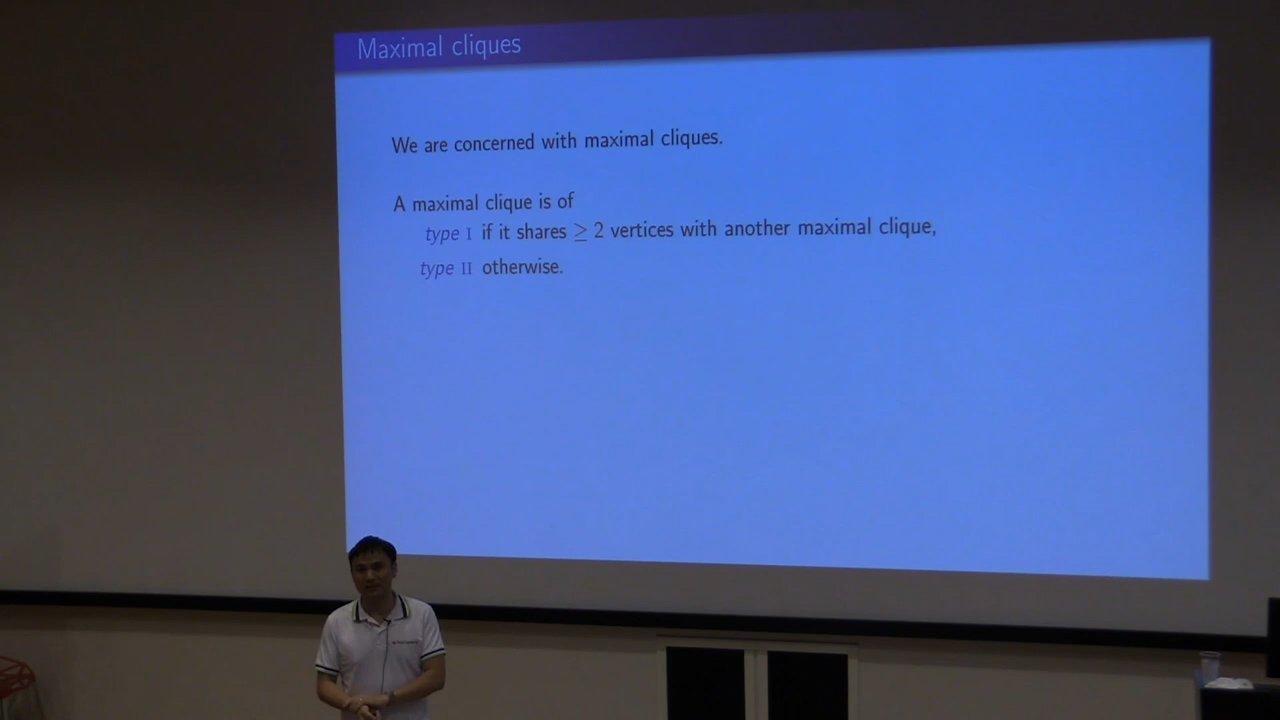 Maximal cliques
We are concerned with maximal cliques.
A maximal clique is of
type I if it shares ≥ 2 vertices with another maximal clique,
type II otherwise.